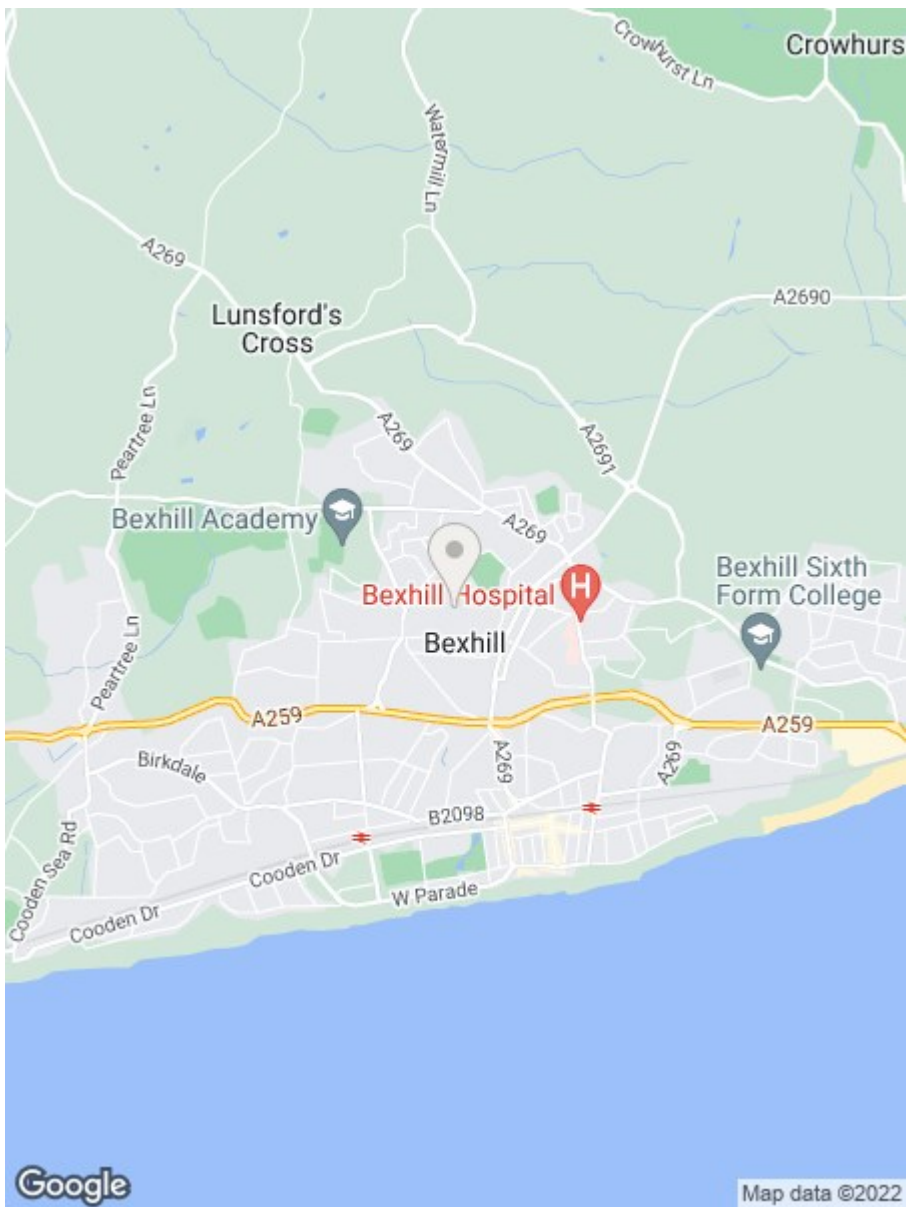 Crowhurst Ln
Crowhurs
Watermill Ln
A269
A2690
Lunsford's
Cross
Peartree Ln
A269
A2691
Bexhill Academy
A269
Bexhill Hospital
H
Bexhill Sixth
Form College
Bexhill
Peartree Ln
A259
A259
Birkdale
A269
A269
B2098
Cooden Sea Rd
Cooden Dr
W Parade
Cooden Dr
Google
Map data ©2022